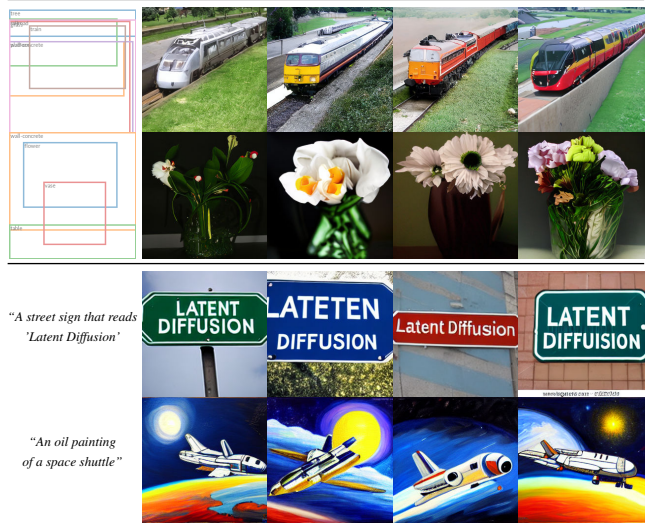 tree
train
wall-concrete
wall-concrete
flower
vase
table
“A street sign that reads
’Latent Diffusion’
LATENT
DIFFUSION
LATETEN
DIFFUSION
Latent Diffusion
LATENT
DIFFUISION
“An oil painting
of a space shuttle”